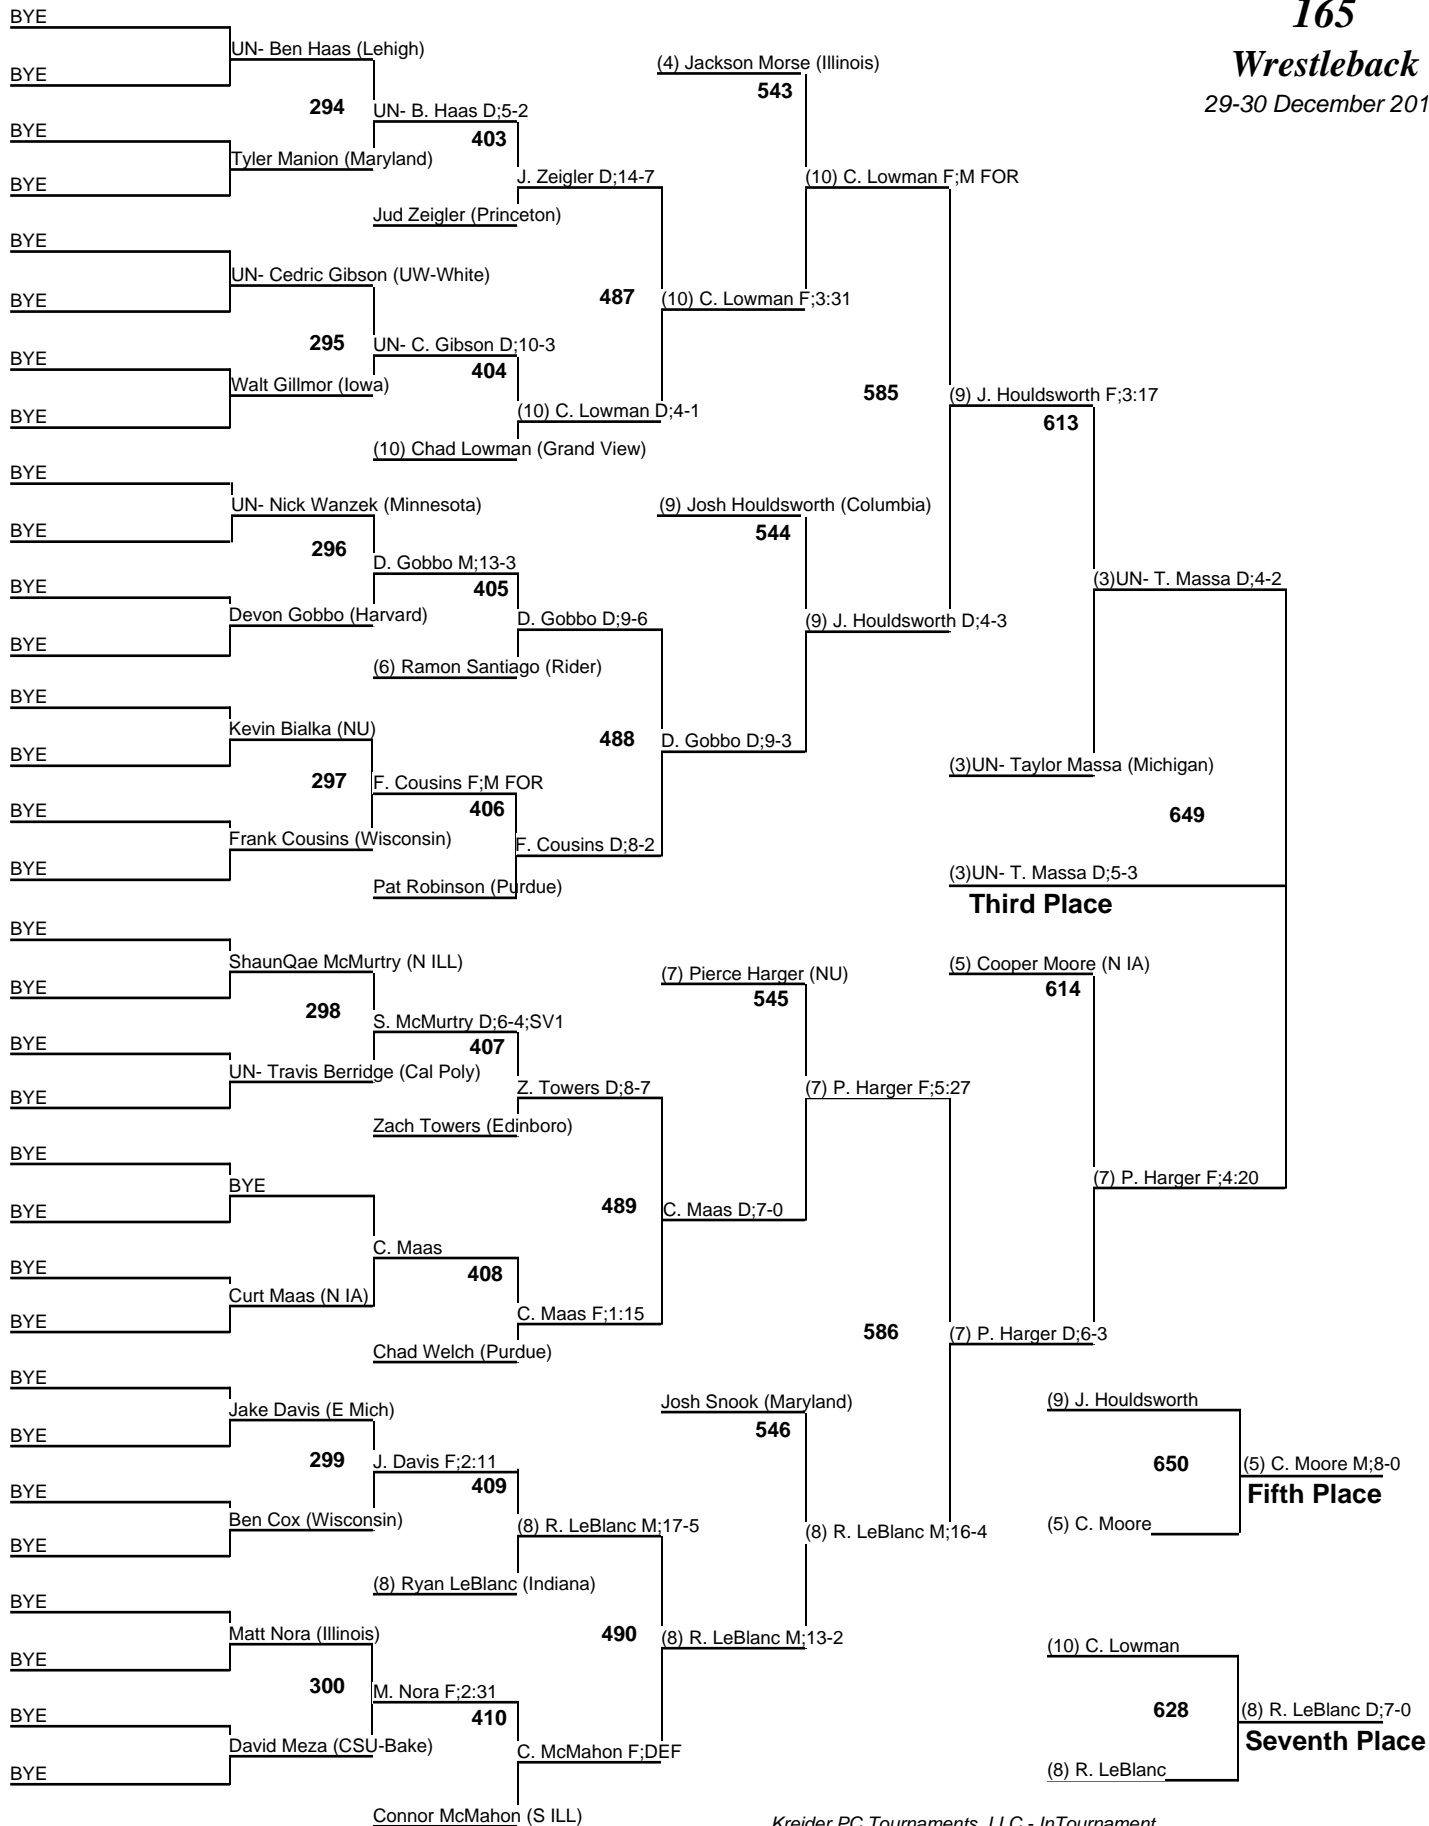 165
Wrestleback
29-30 December 201
BYE
UN- Ben Haas (Lehigh)
(4) Jackson Morse (Illinois)
BYE
543
294
UN- B. Haas D;5-2
BYE
403
Tyler Manion (Maryland)
J. Zeigler D;14-7
(10) C. Lowman F;M FOR
BYE
Jud Zeigler (Princeton)
BYE
UN- Cedric Gibson (UW-White)
BYE
487
(10) C. Lowman F;3:31
295
UN- C. Gibson D;10-3
BYE
404
Walt Gillmor (Iowa)
585
(9) J. Houldsworth F;3:17
BYE
(10) C. Lowman D;4-1
613
(10) Chad Lowman (Grand View)
BYE
UN- Nick Wanzek (Minnesota)
(9) Josh Houldsworth (Columbia)
BYE
544
296
D. Gobbo M;13-3
BYE
405
(3)UN- T. Massa D;4-2
Devon Gobbo (Harvard)
D. Gobbo D;9-6
(9) J. Houldsworth D;4-3
BYE
(6) Ramon Santiago (Rider)
BYE
Kevin Bialka (NU)
488
D. Gobbo D;9-3
BYE
(3)UN- Taylor Massa (Michigan)
297
F. Cousins F;M FOR
BYE
406
649
Frank Cousins (Wisconsin)
F. Cousins D;8-2
BYE
(3)UN- T. Massa D;5-3
Pat Robinson (Purdue)
Third Place
BYE
ShaunQae McMurtry (N ILL)
(7) Pierce Harger (NU)
(5) Cooper Moore (N IA)
BYE
545
614
298
S. McMurtry D;6-4;SV1
BYE
407
UN- Travis Berridge (Cal Poly)
Z. Towers D;8-7
(7) P. Harger F;5:27
BYE
Zach Towers (Edinboro)
BYE
BYE
(7) P. Harger F;4:20
BYE
489
C. Maas D;7-0
C. Maas
BYE
408
Curt Maas (N IA)
C. Maas F;1:15
BYE
586
(7) P. Harger D;6-3
Chad Welch (Purdue)
BYE
Jake Davis (E Mich)
Josh Snook (Maryland)
(9) J. Houldsworth
BYE
546
299
J. Davis F;2:11
650
(5) C. Moore M;8-0
BYE
409
Fifth Place
Ben Cox (Wisconsin)
(8) R. LeBlanc M;17-5
(8) R. LeBlanc M;16-4
(5) C. Moore
BYE
(8) Ryan LeBlanc (Indiana)
BYE
Matt Nora (Illinois)
490
(8) R. LeBlanc M;13-2
(10) C. Lowman
BYE
300
M. Nora F;2:31
BYE
410
628
(8) R. LeBlanc D;7-0
David Meza (CSU-Bake)
C. McMahon F;DEF
Seventh Place
BYE
(8) R. LeBlanc
Connor McMahon (S ILL)
Kreider PC Tournaments, LLC - InTournament